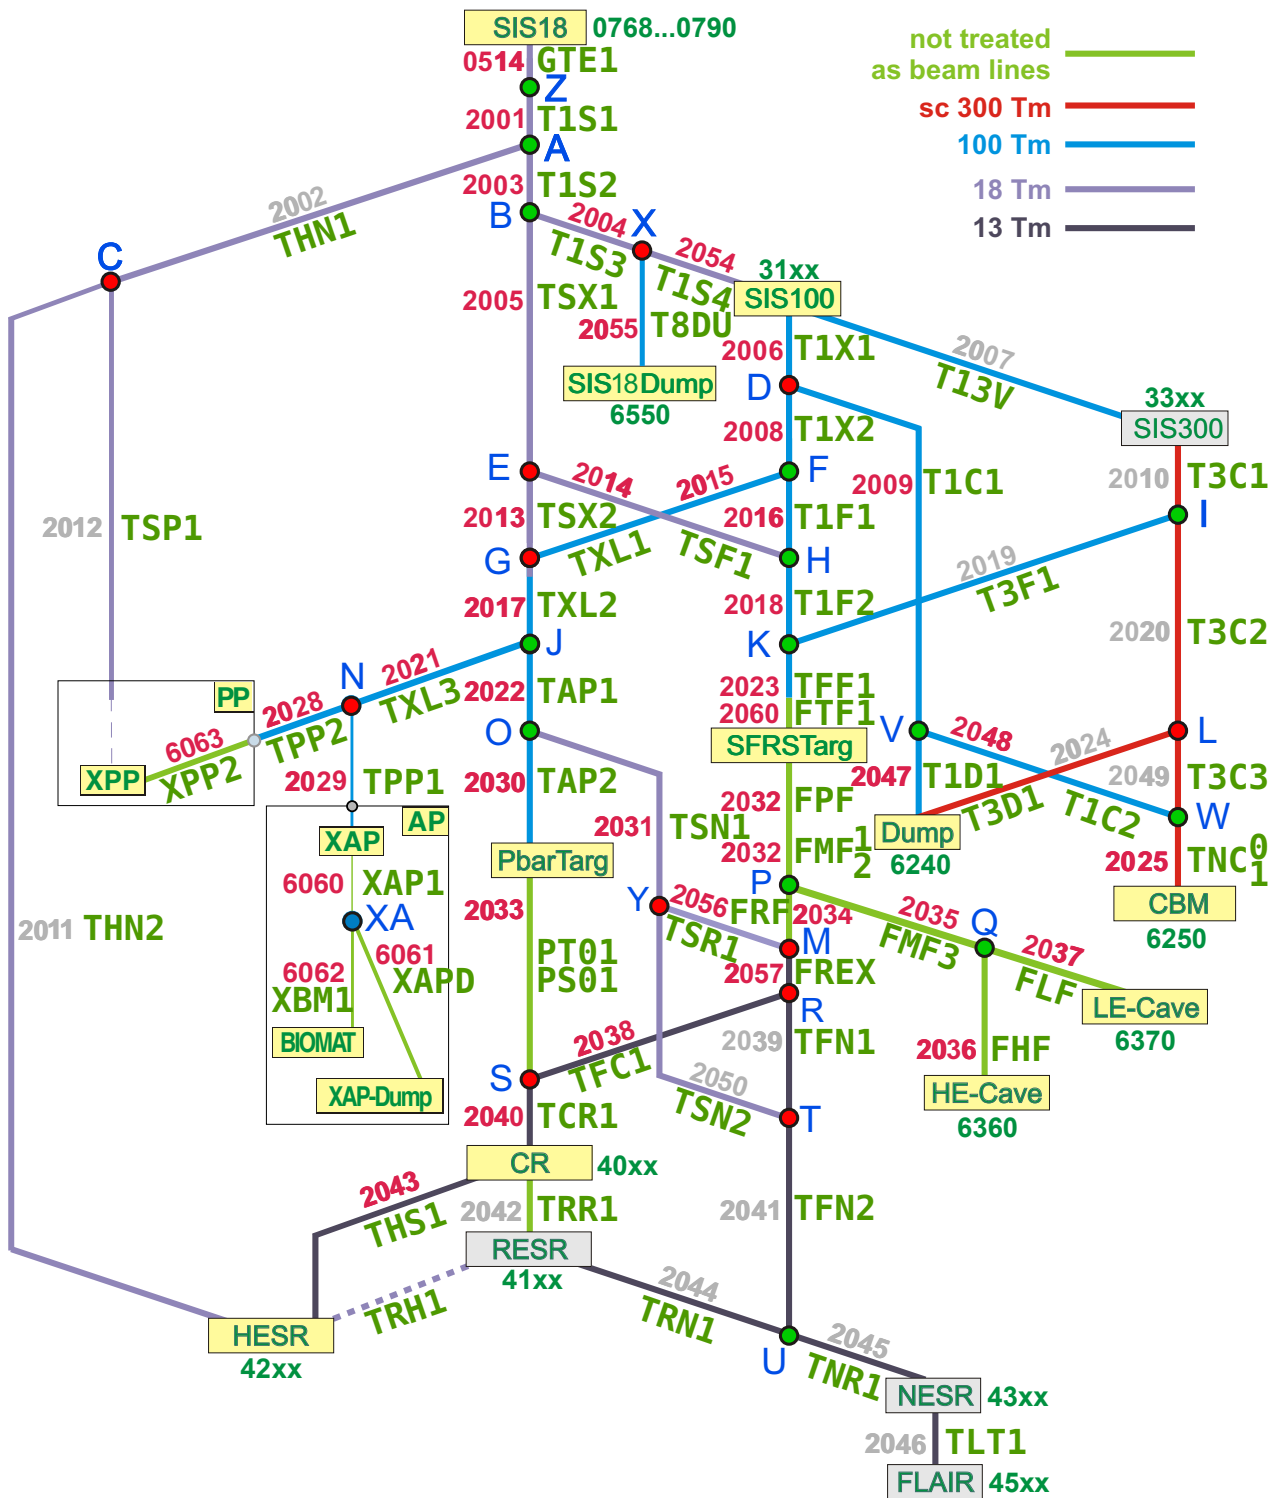 SIS18 0768...0790
not treated
as beam lines
sc 300 Tm
100 Tm
18 Tm
13 Tm
0514 GTE1
Z
2001 T1S1
A
2003 T1S2
2002
THN1
C
B
2004
X
T1S3
2054
T1S4
31xx
SIS100
2005 TSX1
2055 T8DU
2006 T1X1
2007
T13V
SIS18Dump
6550
D
33xx
SIS300
2008 T1X2
E
2014
2015
F
2009 T1C1
2010 T3C1
2012 TSP1
2013 TSX2
2016 T1F1
I
G
TXL1
TSF1
H
2019
T3F1
2017 TXL2
2018 T1F2
2020 T3C2
J
K
N
2021
TXL3
2022 TAP1
2023 TFF1
2060 FTF1
PP
2028
TPP2
6063
XPP2
XPP
O
SFRSTarg
V
2048
2024
L
2029 TPP1
2030 TAP2
2047 T1D1
2049 T3C3
2031 TSN1
2032 FPF
T3D1
T1C2
W
AP
XAP
PbarTarg
2032 FMF1
2
Dump
6240
2025 TNC0
1
6060 XAP1
P
CBM
6250
XA
2033
Y
2056
TSR1
FRF
2034
2035
FMF3
Q
2011 THN2
6061
XAPD
6062
XBM1
PT01
PS01
M
2057 FREX
2037
FLF
R
LE-Cave
6370
BIOMAT
2038
TFC1
2039 TFN1
2036 FHF
S
XAP-Dump
2050
TSN2
HE-Cave
6360
2040 TCR1
T
CR 40xx
2043
THS1
2042 TRR1
2041 TFN2
RESR
41xx
TRH1
2044
TRN1
HESR
42xx
U
2045
TNR1
NESR 43xx
2046 TLT1
FLAIR 45xx